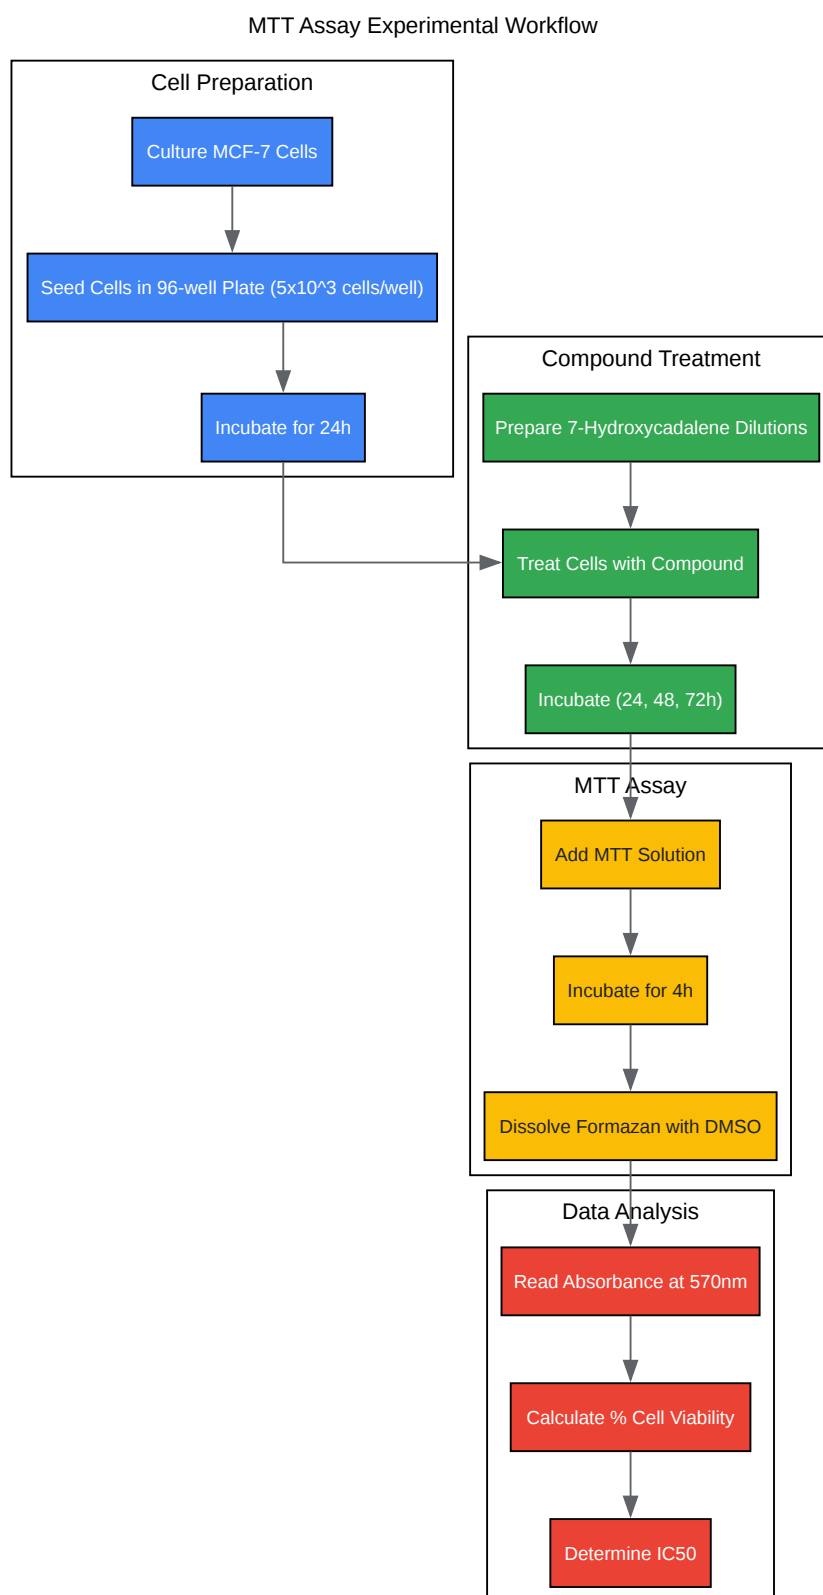 MTT Assay Experimental Workflow
Cell Preparation
Culture MCF-7 Cells
Seed Cells in 96-well Plate (5x10^3 cells/well)
Incubate for 24h
Compound Treatment
Prepare 7-Hydroxycadalene Dilutions
Treat Cells with Compound
Incubate (24, 48, 72h)
MTT Assay
Add MTT Solution
Incubate for 4h
Dissolve Formazan with DMSO
Data Analysis
Read Absorbance at 570nm
Calculate % Cell Viability
Determine IC50